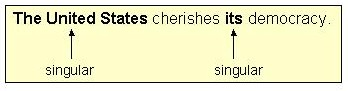 The United States cherishes its democracy.
singular singular